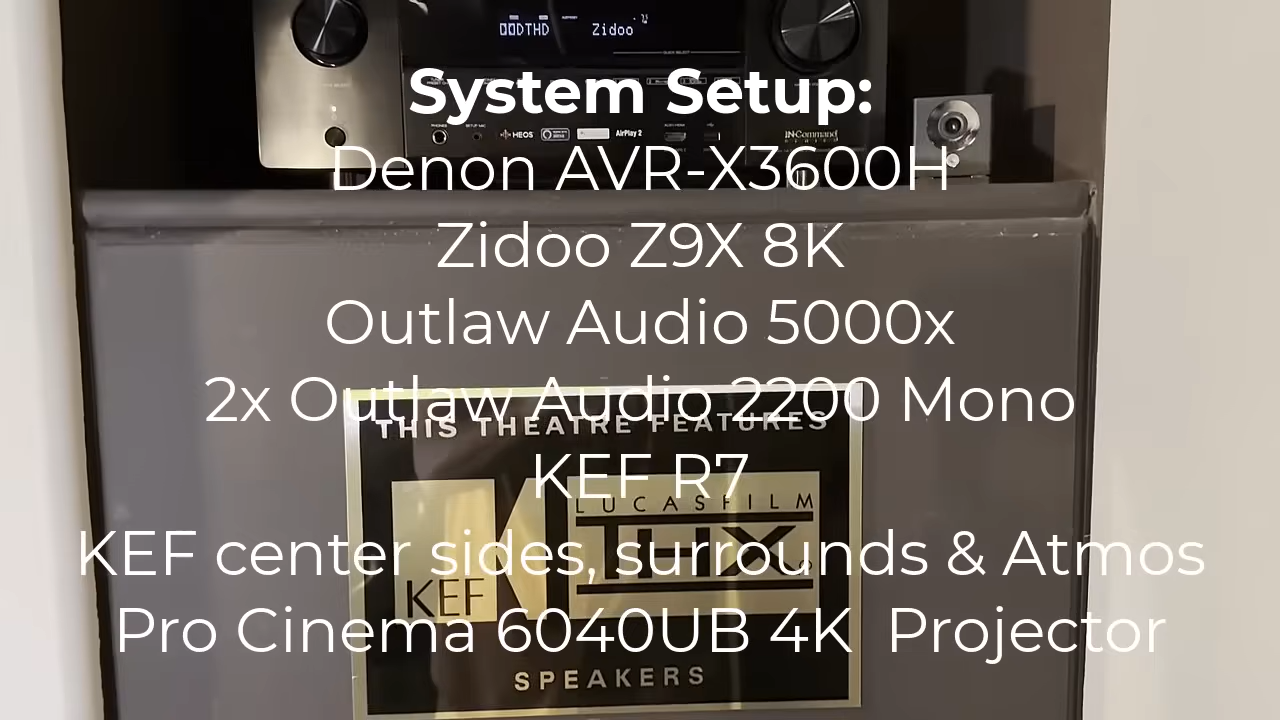 DTHD Zidoo
System Setup:
HEOS AirPlay 2
IN·Command
Denon AVR-X3600H
Zidoo Z9X 8K
Outlaw Audio 5000x
2x Outlaw Audio 2200 Mono
THIS THEATRE FEATURES
KEF R7
LUCASFILM
THX
KEF center sides, surrounds & Atmos
KEF
Pro Cinema 6040UB 4K Projector
SPEAKERS